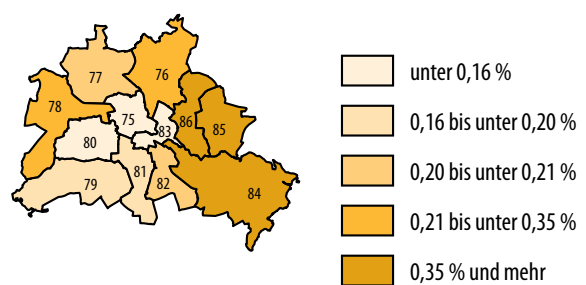 76
77
78
75
86
85
83
80
81
79
82
84
unter 0,16 %
0,16 bis unter 0,20 %
0,20 bis unter 0,21 %
0,21 bis unter 0,35 %
0,35 % und mehr